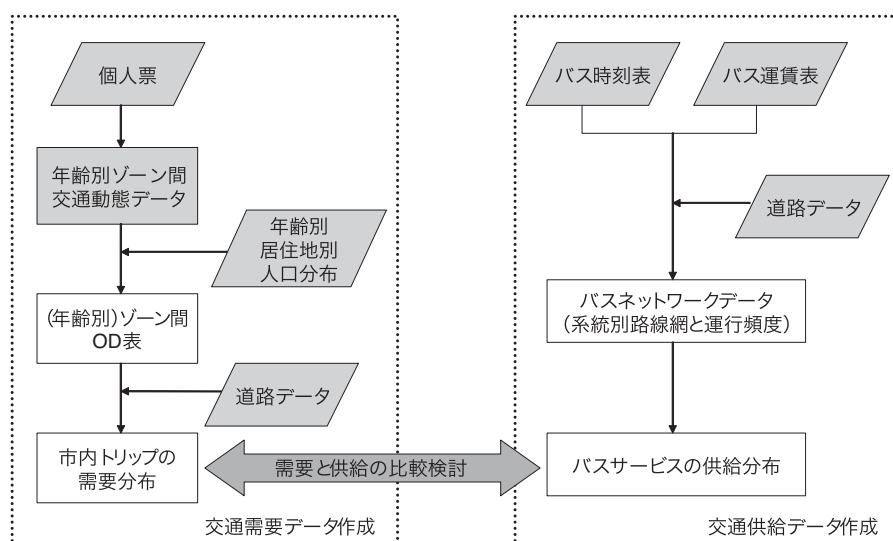 個人票
年齢別ゾーン間
交通動態データ
年齢別
居住地別
人口分布
(年齢別)ゾーン間
OD表
道路データ
市内トリップの
需要分布
交通需要データ作成
需要と供給の比較検討
バス時刻表
バス運賃表
道路データ
バスネットワークデータ
(系統別路線網と運行頻度)
バスサービスの供給分布
交通供給データ作成